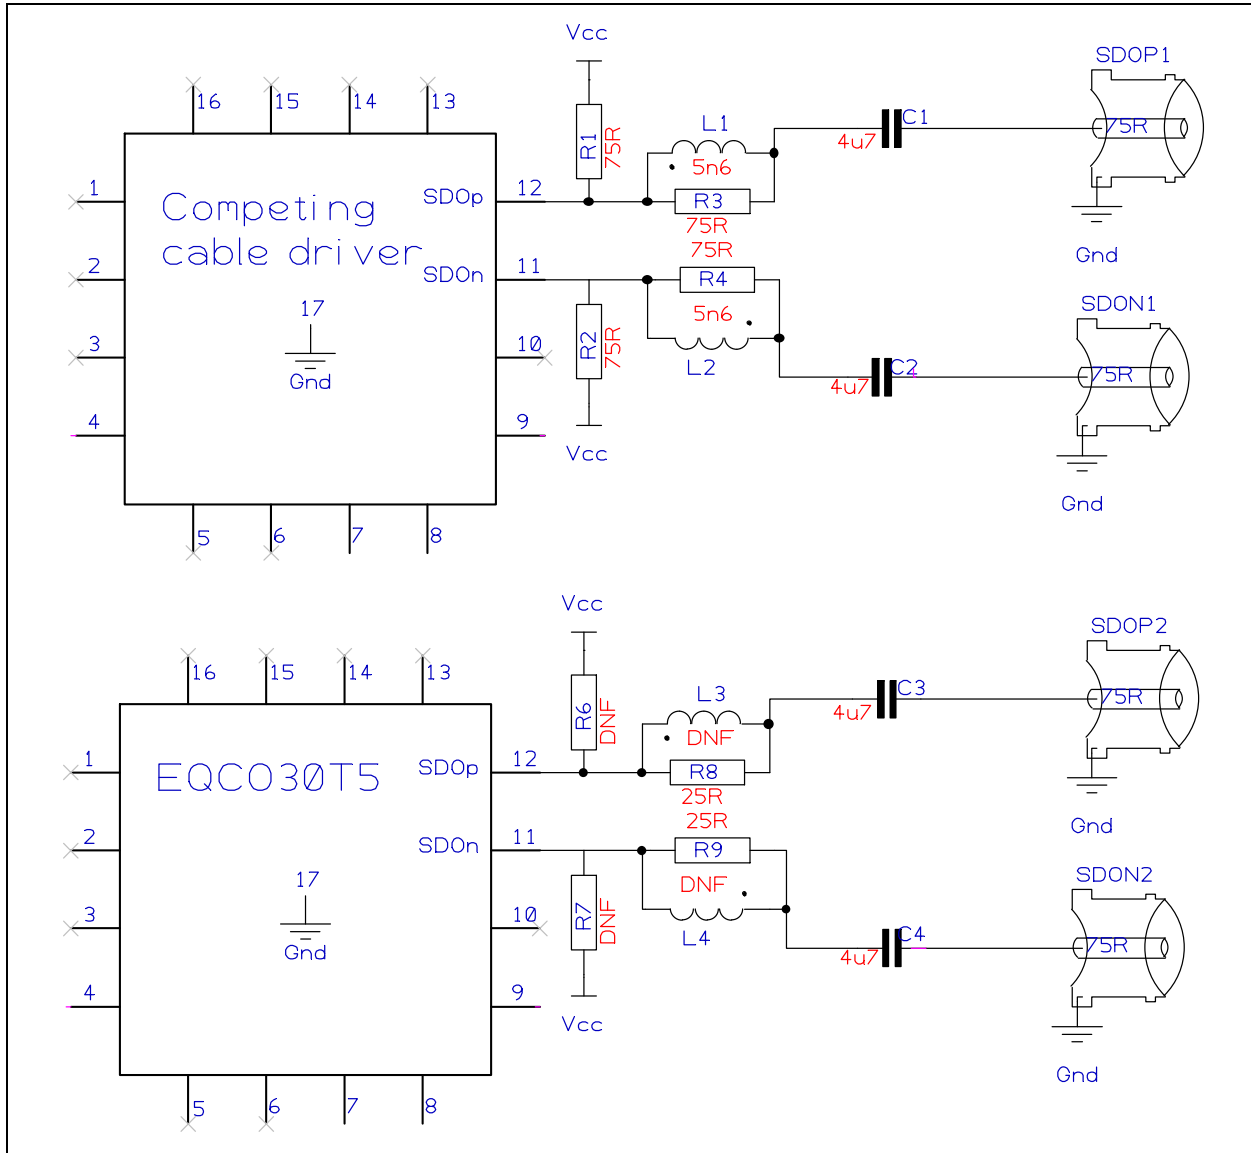 Vcc
SDOP1
16 15 14 13
R1 75R
L1
C1
4u7
75R
5n6
1
Competing
cable driver
SDOp 12
R3
75R
Gnd
75R
2
SDOn 11
R4
SDON1
17
5n6
3
Gnd
10
R2 75R
L2
C2
4u7
75R
4
9
Vcc
Gnd
5 6 7 8
Vcc
SDOP2
16 15 14 13
R6 DNF
L3
C3
4u7
75R
DNF
1
EQCO30T5
SDOp 12
R8
25R
Gnd
25R
2
SDOn 11
R9
SDON2
17
DNF
3
Gnd
10
R7 DNF
L4
C4
4u7
75R
4
9
Vcc
Gnd
5 6 7 8